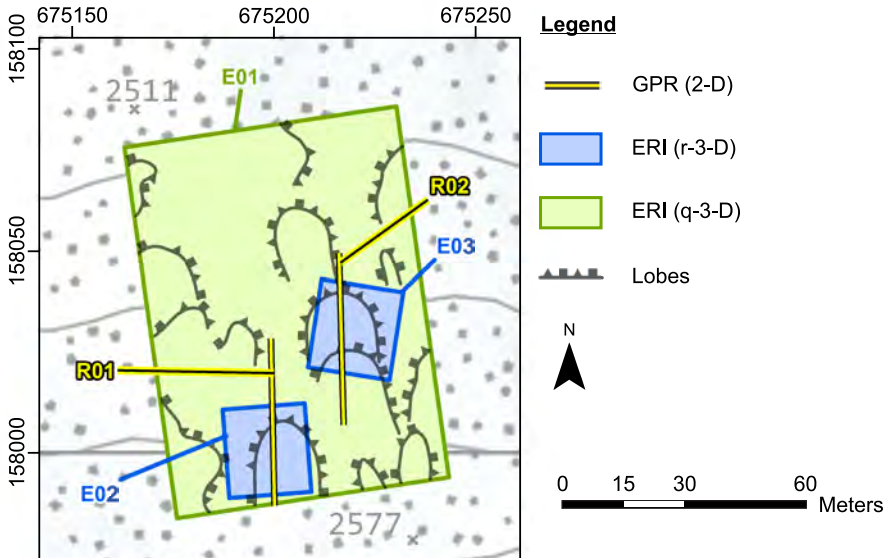 675150 675200 675250
158100
158050
158000
E01
2511
R02
E03
R01
E02
2577
Legend
GPR (2-D)
ERI (r-3-D)
ERI (q-3-D)
Lobes
N
0 15 30 60
Meters